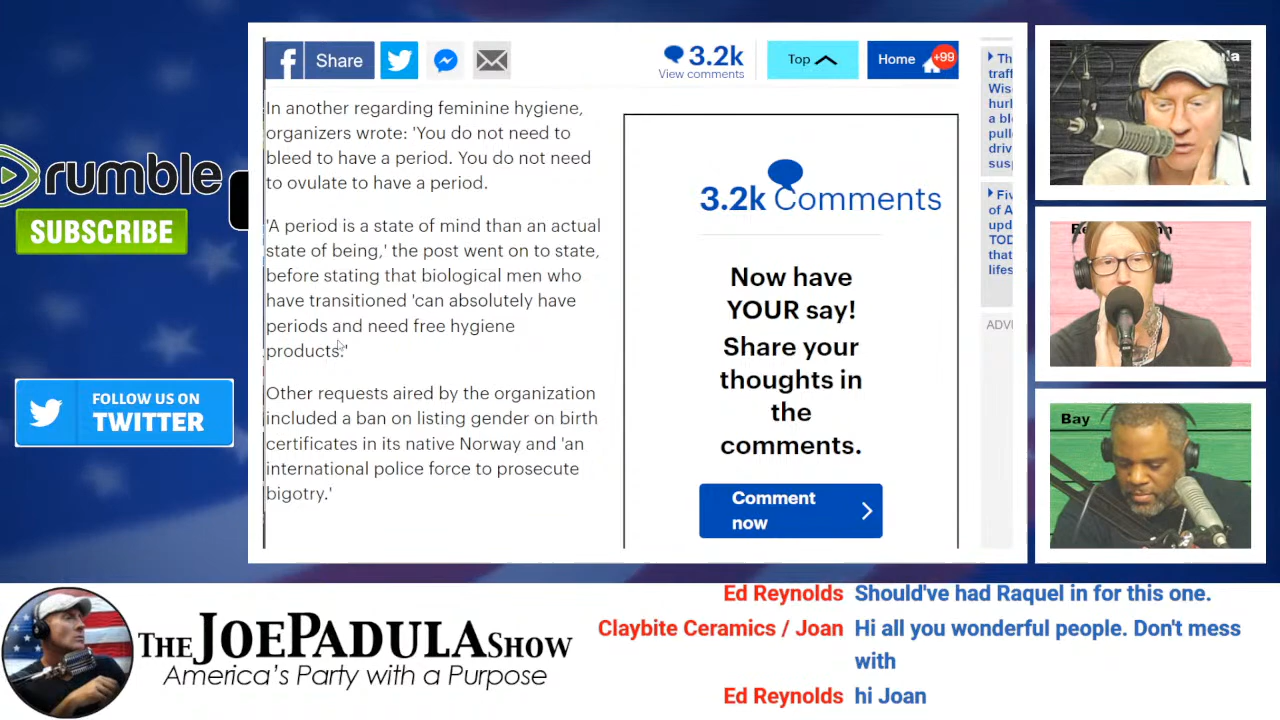 Share
3.2k
View comments
Top
Home
+99
In another regarding feminine hygiene,
organizers wrote: 'You do not need to
bleed to have a period. You do not need
to ovulate to have a period.
'A period is a state of mind than an actual
state of being,' the post went on to state,
before stating that biological men who
have transitioned 'can absolutely have
periods and need free hygiene
products.'
Other requests aired by the organization
included a ban on listing gender on birth
certificates in its native Norway and 'an
international police force to prosecute
bigotry.'
3.2k Comments
Now have
YOUR say!
Share your
thoughts in
the
comments.
Comment
now
rumble
SUBSCRIBE
FOLLOW US ON
TWITTER
Bay
THE JOEPADULA SHOW
America's Party with a Purpose
Ed Reynolds Should've had Raquel in for this one.
Claybite Ceramics / Joan Hi all you wonderful people. Don't mess
with
Ed Reynolds hi Joan